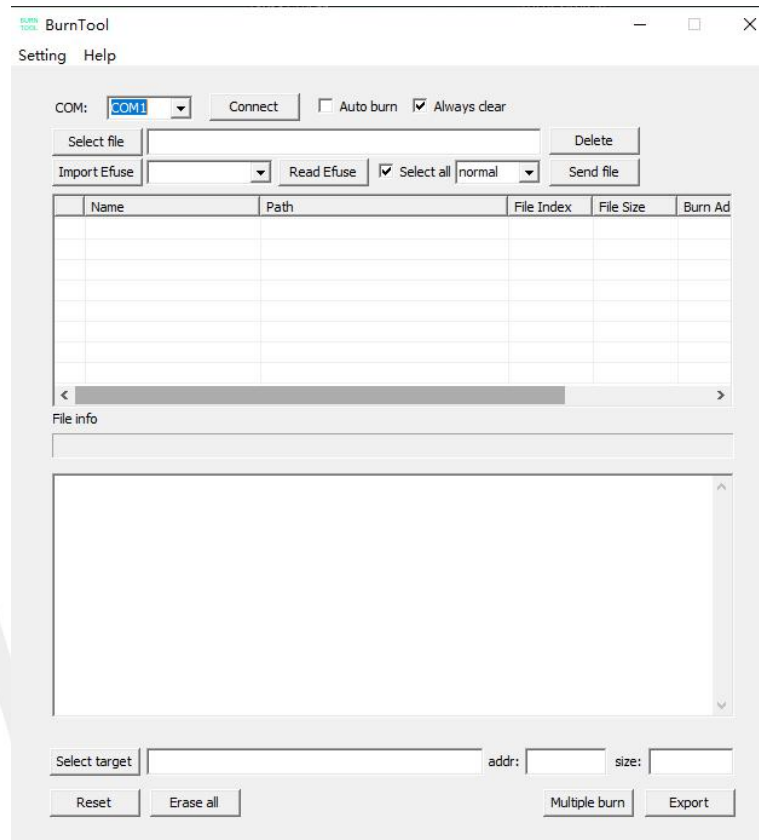 BURN TOOL BurnTool
Setting Help
COM: COM1 Connect Auto burn Always clear
Select file Delete
Import Efuse Read Efuse Select all normal Send file
Name Path File Index File Size Burn Ad
File info
Select target addr: size:
Reset Erase all Multiple burn Export